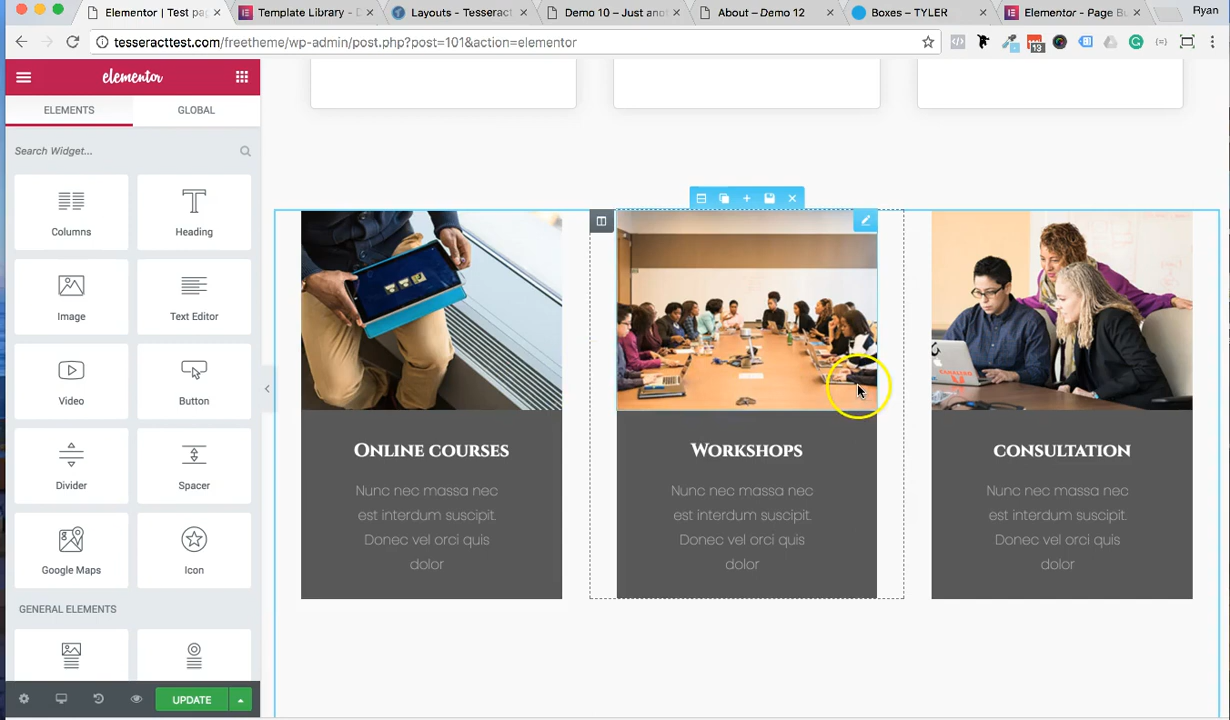 Elementor | Test pa
Template Library - D
Layouts - Tesseract
Demo 10 – Just anot
About – Demo 12
Boxes – TYLER
Elementor - Page Bu
Ryan
tesseracttest.com/freetheme/wp-admin/post.php?post=101&action=elementor
13
elementor
ELEMENTS
GLOBAL
Search Widget...
Columns
Heading
Image
Text Editor
Video
Button
Divider
Spacer
Google Maps
Icon
GENERAL ELEMENTS
UPDATE
Online courses
Nunc nec massa nec
est interdum suscipit.
Donec vel orci quis
dolor
Workshops
Nunc nec massa nec
est interdum suscipit.
Donec vel orci quis
dolor
consultation
Nunc nec massa nec
est interdum suscipit.
Donec vel orci quis
dolor